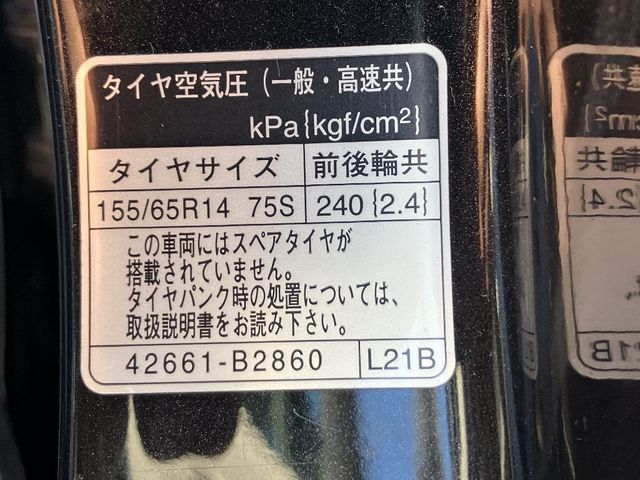 タイヤ空気圧(一般・高速共)
kPa{kgf/cm²}
タイヤサイズ 前後輪共
155/65R14 75S 240{2.4}
この車両にはスペアタイヤが
搭載されていません。
タイヤパンク時の処置については、
取扱説明書をお読み下さい。
42661-B2860 L21B